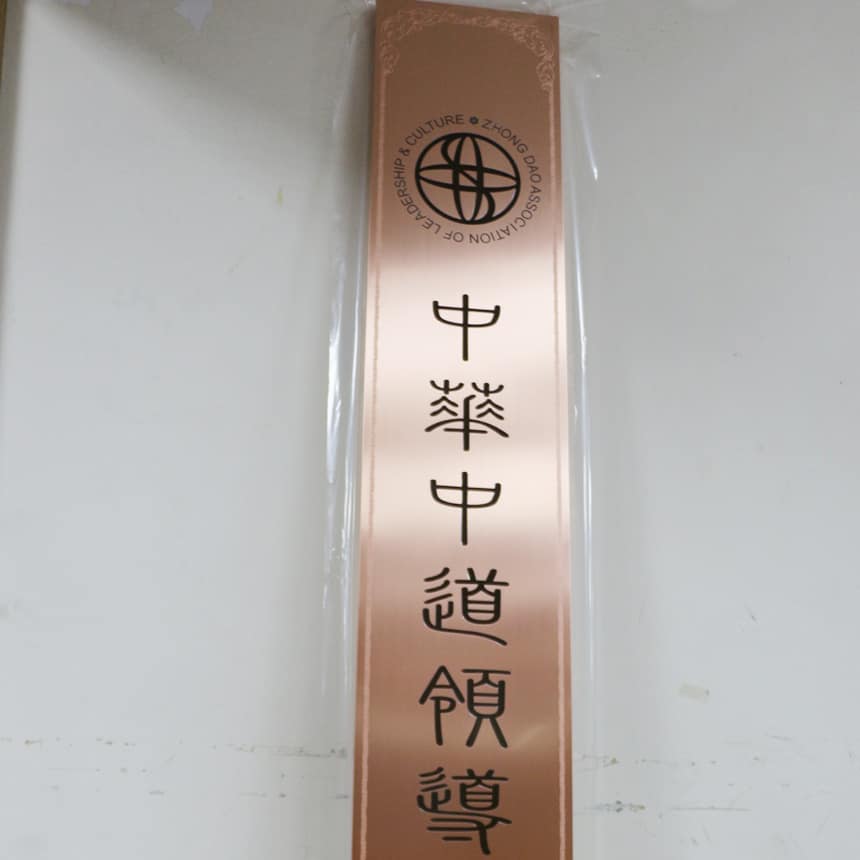 ZHONG DAO ASSOCIATION OF LEADERSHIP & CULTURE
中華中道領導